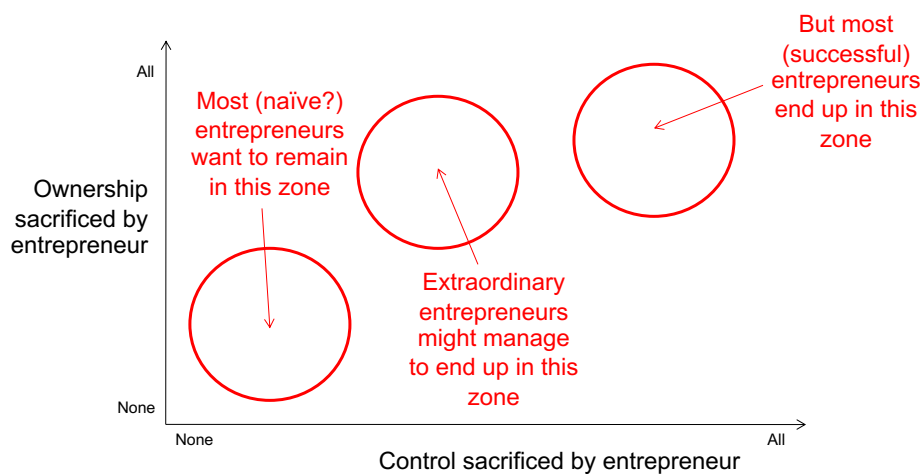 But most
(successful)
entrepreneurs
end up in this
zone
All
Most (naïve?)
entrepreneurs
want to remain
in this zone
Ownership
sacrificed by
entrepreneur
Extraordinary
entrepreneurs
might manage
to end up in this
zone
None
None
All
Control sacrificed by entrepreneur